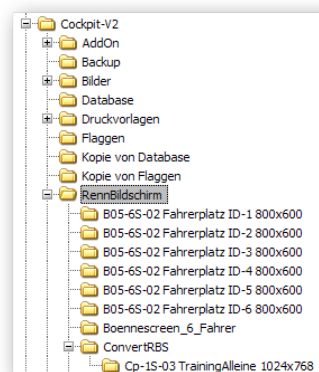 Cockpit-V2
AddOn
Backup
Bilder
Database
Druckvorlagen
Flaggen
Kopie von Database
Kopie von Flaggen
RennBildschirm
B05-6S-02 Fahrerplatz ID-1 800x600
B05-6S-02 Fahrerplatz ID-2 800x600
B05-6S-02 Fahrerplatz ID-3 800x600
B05-6S-02 Fahrerplatz ID-4 800x600
B05-6S-02 Fahrerplatz ID-5 800x600
B05-6S-02 Fahrerplatz ID-6 800x600
Boennescreen_6_Fahrer
ConvertRBS
Cp-1S-03 TrainingAlleine 1024x768